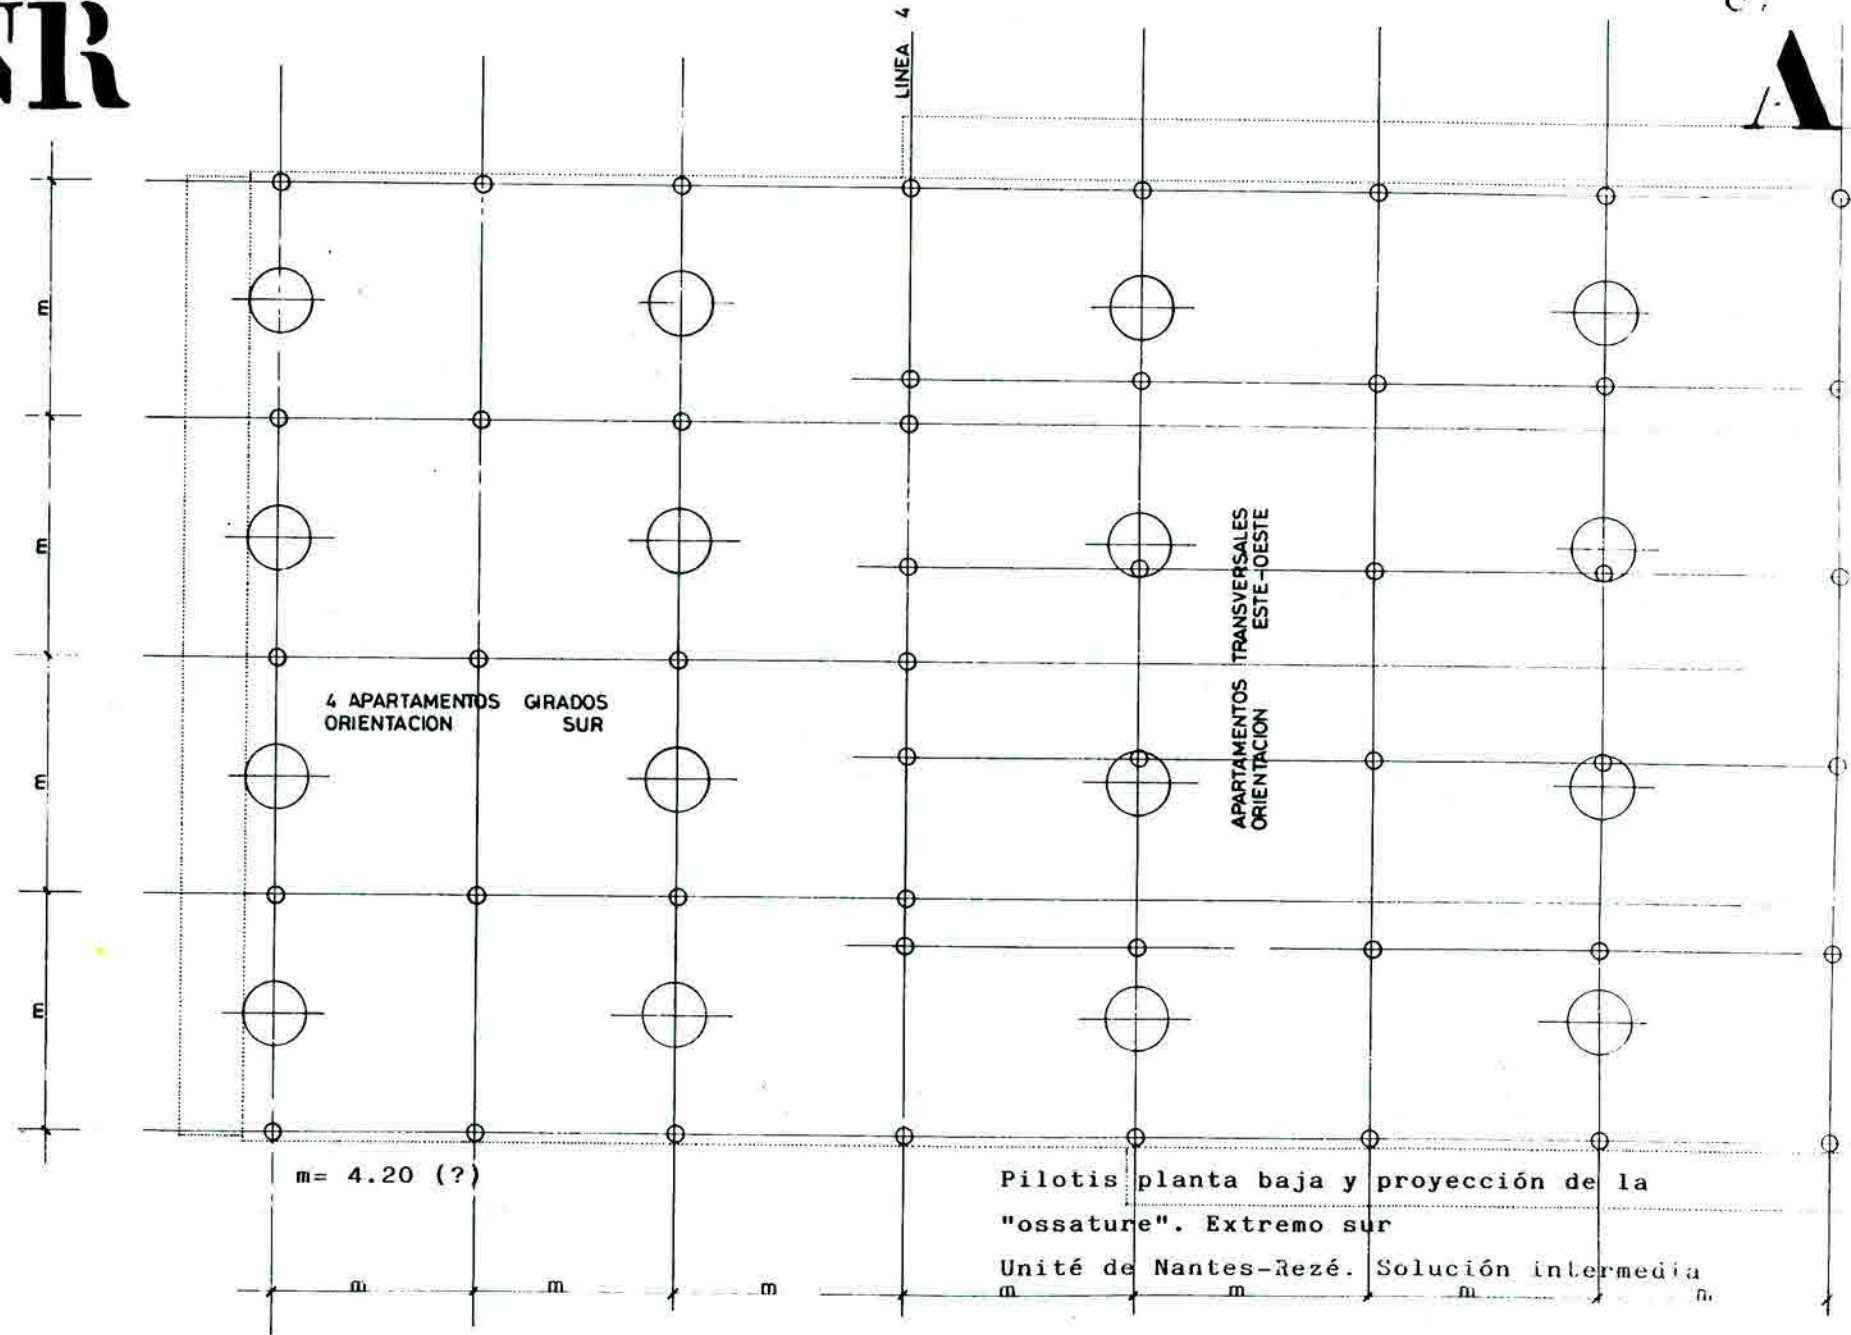 NR
A
LINEA 4
m
m
m
m
4 APARTAMENTOS GIRADOS
ORIENTACION SUR
APARTAMENTOS TRANSVERSALES
ORIENTACION ESTE-OESTE
m= 4.20 (?)
Pilotis planta baja y proyección de la
"ossature". Extremo sur
Unité de Nantes-Rezé. Solución intermedia
m m m m m m m